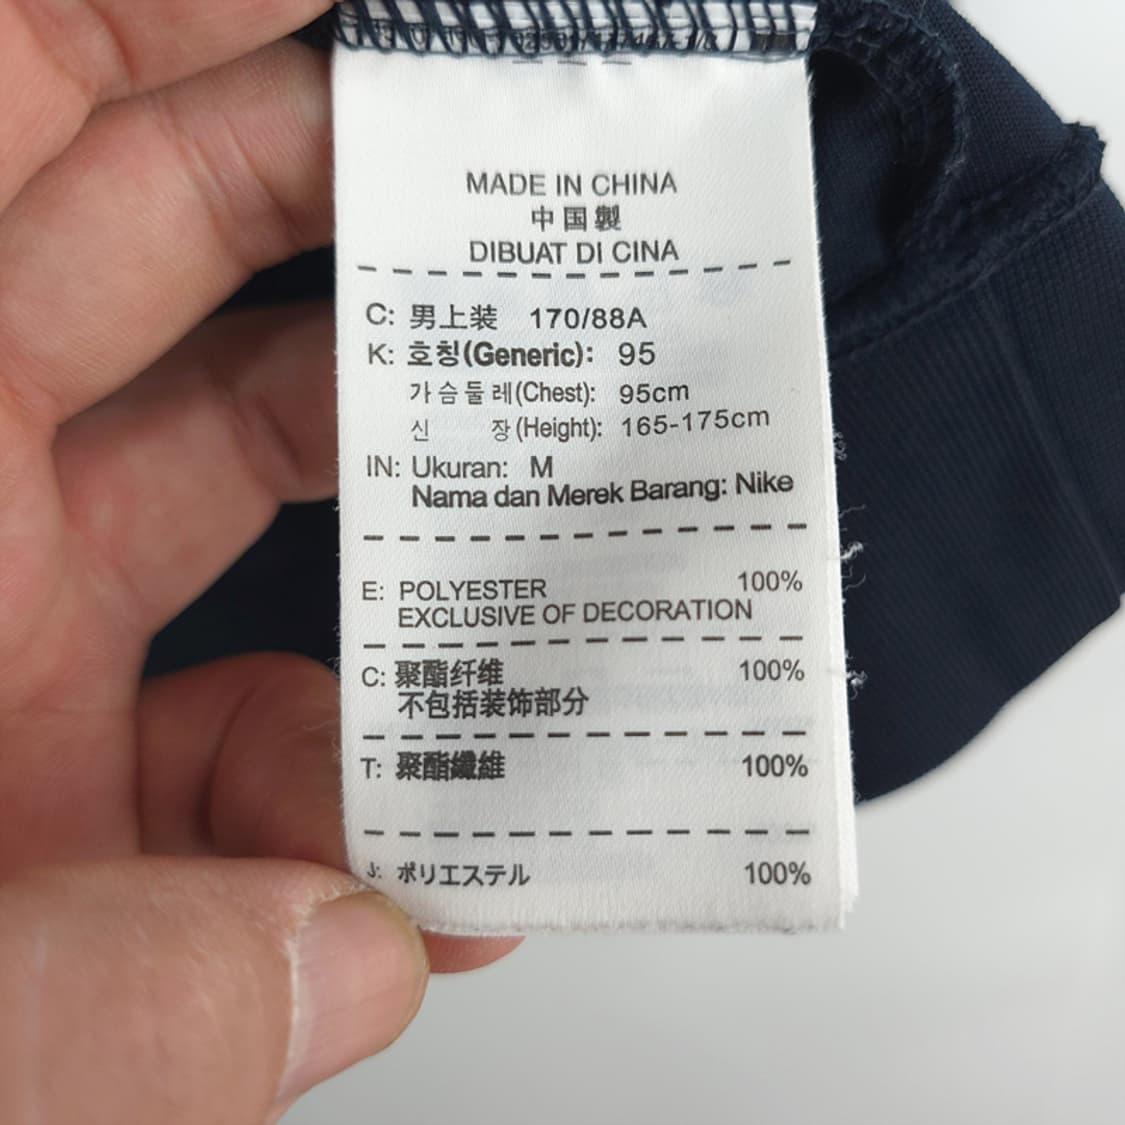 MADE IN CHINA
中国製
DIBUAT DI CINA
C: 男上装 170/88A
K: 호칭(Generic): 95
가슴둘레(Chest): 95cm
신 장(Height): 165-175cm
IN: Ukuran: M
Nama dan Merek Barang: Nike
E: POLYESTER 100%
EXCLUSIVE OF DECORATION
C: 聚酯纤维 100%
不包括装饰部分
T: 聚酯纖維 100%
J: ポリエステル 100%